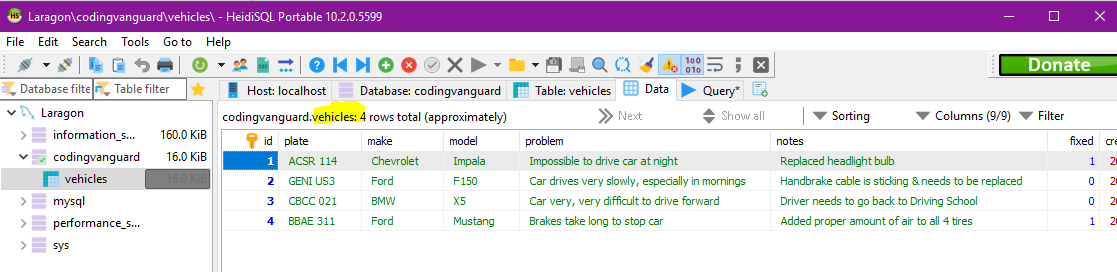 Laragon\codingvanguard\vehicles\ - HeidiSQL Portable 10.2.0.5599
File Edit Search Tools Go to Help
Donate
Database filte Table filter Host: localhost Database: codingvanguard Table: vehicles Data Query*
codingvanguard.vehicles: 4 rows total (approximately) Next Show all Sorting Columns (9/9) Filter
Laragon
information_s... 160.0 KiB
codingvanguard 16.0 KiB
vehicles 16.0 KiB
mysql
performance_s...
sys
id plate make model problem notes fixed cre
1 ACSR 114 Chevrolet Impala Impossible to drive car at night Replaced headlight bulb 1 20
2 GENI US3 Ford F150 Car drives very slowly, especially in mornings Handbrake cable is sticking & needs to be replaced 0 20
3 CBCC 021 BMW X5 Car very, very difficult to drive forward Driver needs to go back to Driving School 0 20
4 BBAE 311 Ford Mustang Brakes take long to stop car Added proper amount of air to all 4 tires 1 20